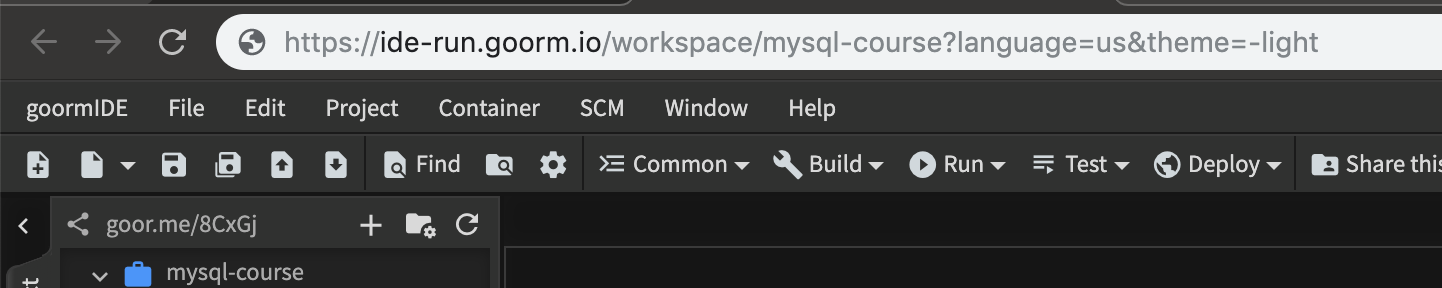 https://ide-run.goorm.io/workspace/mysql-course?language=us&theme=-light
goormIDE File Edit Project Container SCM Window Help
Find Common Build Run Test Deploy Share this
goor.me/8CxGj
mysql-course